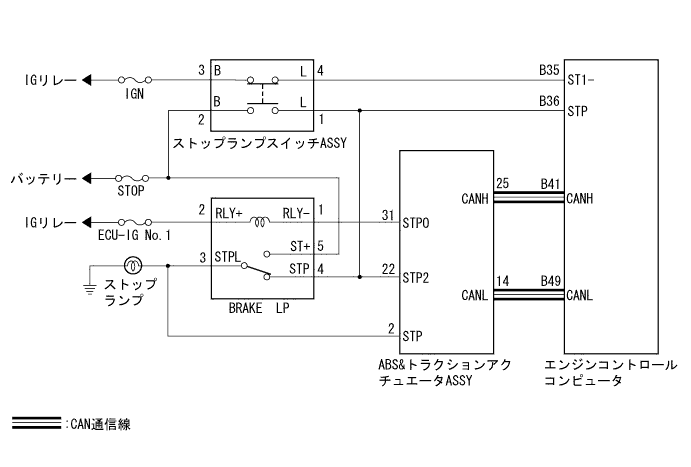 IGリレー
IGN
3 B L 4
B35 ST1-
B L
2 1
B36 STP
ストップランプスイッチASSY
バッテリー
STOP
CANH 25 B41 CANH
IGリレー
ECU-IG No.1
2 RLY+ RLY- 1
31 STPO
ST+ 5
3 STPL
STP 4
22 STP2
ストップ
ランプ
CANL 14 B49 CANL
BRAKE LP
2 STP
ABS&トラクションアク
チュエータASSY
エンジンコントロール
コンピュータ
:CAN通信線